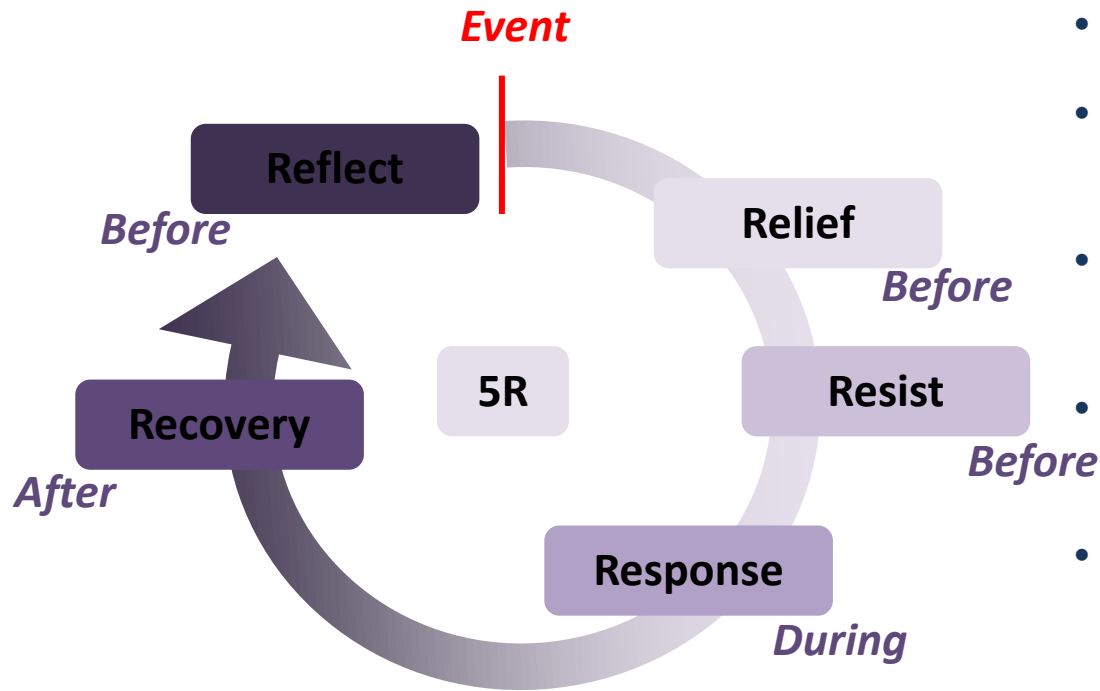 Event
Reflect
Before
Relief
Before
5R
Resist
Before
Recovery
After
Response
During